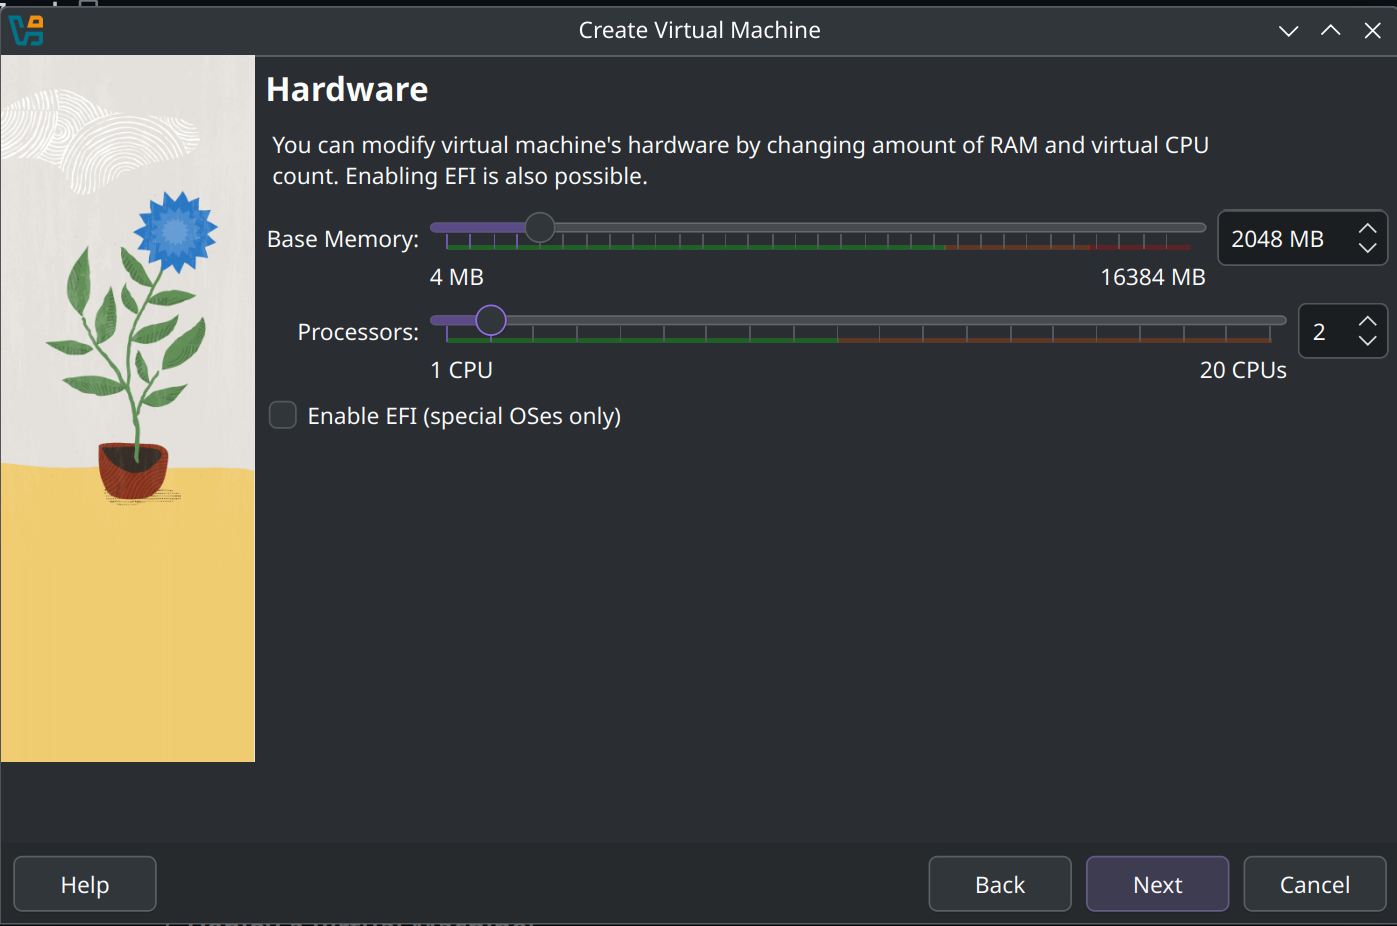 Create Virtual Machine
Hardware
You can modify virtual machine's hardware by changing amount of RAM and virtual CPU
count. Enabling EFI is also possible.
Base Memory:
2048 MB
4 MB
16384 MB
Processors:
2
1 CPU
20 CPUs
Enable EFI (special OSes only)
Help
Back
Next
Cancel